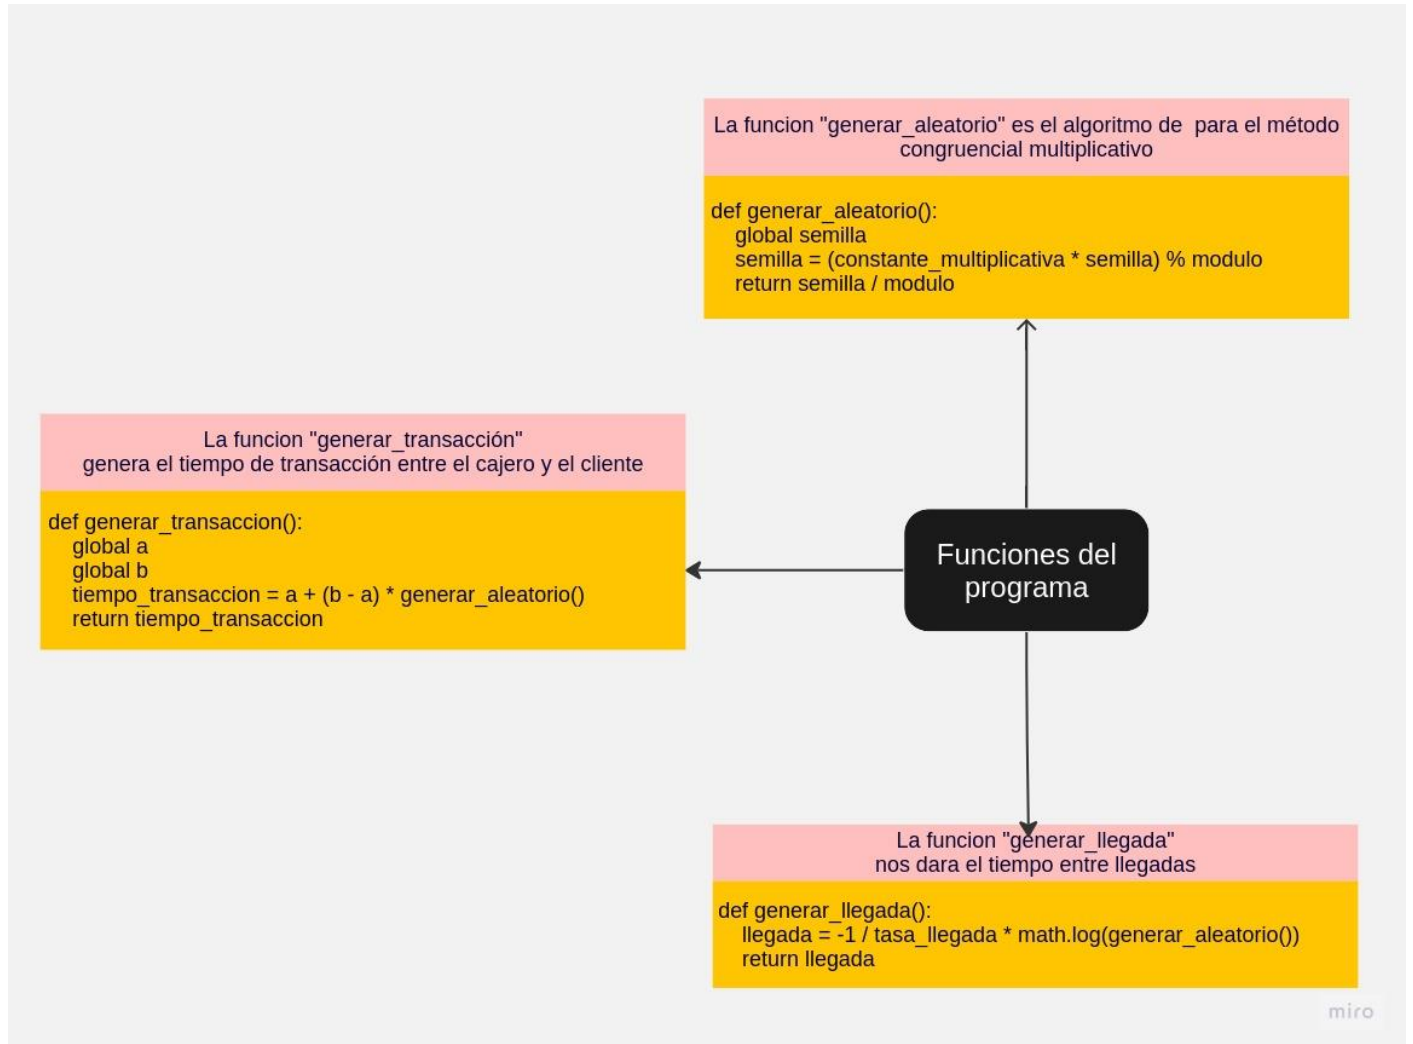 La funcion "generar_aleatorio" es el algoritmo de  para el método
congruencial multiplicativo
def generar_aleatorio():
    global semilla
    semilla = (constante_multiplicativa * semilla) % modulo
    return semilla / modulo
La funcion "generar_transacción"
genera el tiempo de transacción entre el cajero y el cliente
def generar_transaccion():
    global a
    global b
    tiempo_transaccion = a + (b - a) * generar_aleatorio()
    return tiempo_transaccion
Funciones del
programa
La funcion "generar_llegada"
nos dara el tiempo entre llegadas
def generar_llegada():
    llegada = -1 / tasa_llegada * math.log(generar_aleatorio())
    return llegada
miro